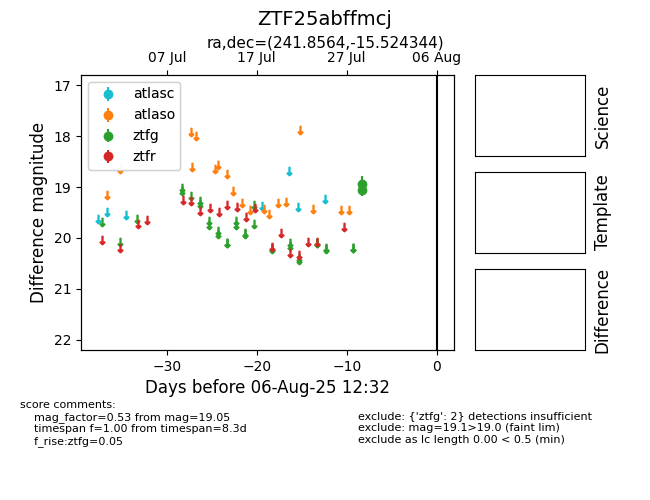 ZTF25abffmcj
ra,dec=(241.8564,-15.524344)
07 Jul 17 Jul 27 Jul 06 Aug
atlasc
atlaso
ztfg
ztfr
17
18
19
20
21
22
Difference magnitude
−30 −20 −10 0
Days before 06-Aug-25 12:32
Science
Template
Difference
score comments:
mag_factor=0.53 from mag=19.05
timespan f=1.00 from timespan=8.3d
f_rise:ztfg=0.05
exclude: {'ztfg': 2} detections insufficient
exclude: mag=19.1>19.0 (faint lim)
exclude as lc length 0.00 < 0.5 (min)